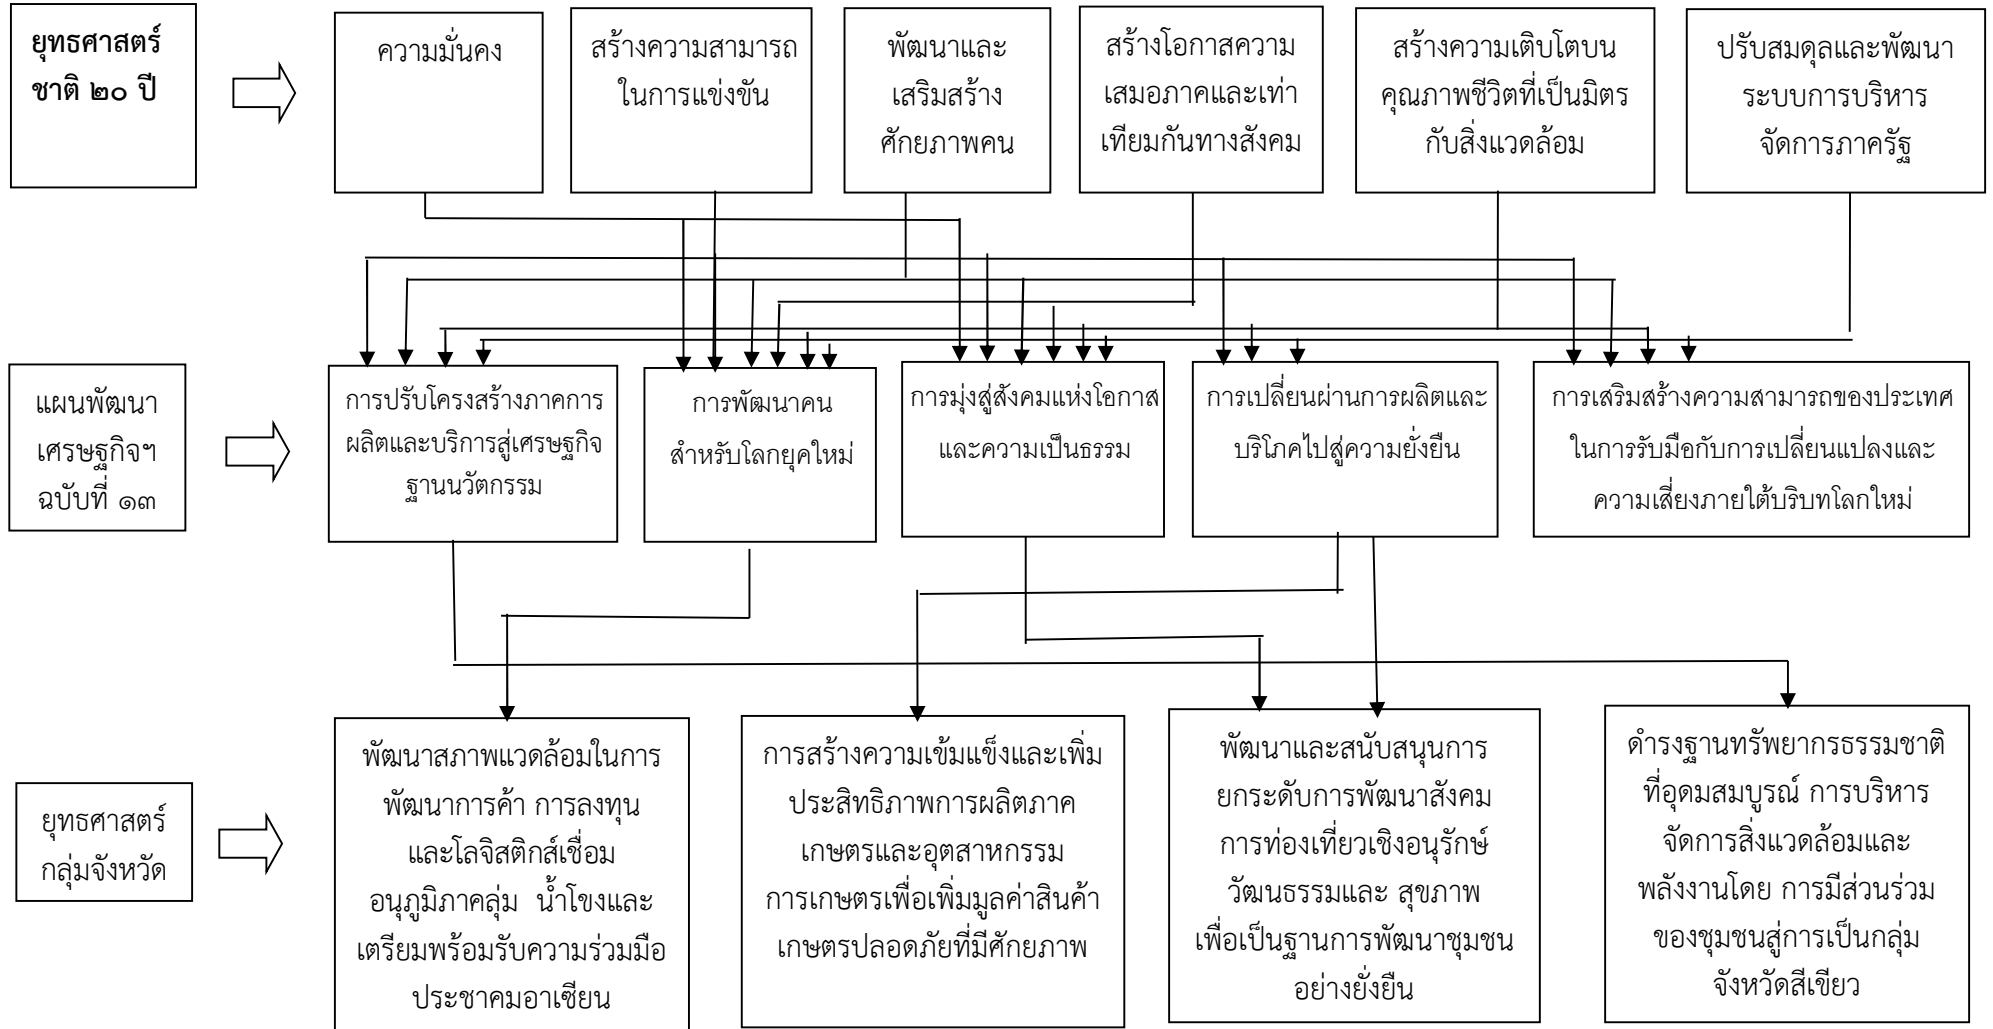 ยุทธศาสตร์
ชาติ ๒๐ ปี
ความมั่นคง
สร้างความสามารถ
ในการแข่งขัน
พัฒนาและ
เสริมสร้าง
ศักยภาพคน
สร้างโอกาสความ
เสมอภาคและเท่า
เทียมกันทางสังคม
สร้างความเติบโตบน
คุณภาพชีวิตที่เป็นมิตร
กับสิ่งแวดล้อม
ปรับสมดุลและพัฒนา
ระบบการบริหาร
จัดการภาครัฐ
แผนพัฒนา
เศรษฐกิจฯ
ฉบับที่ ๑๓
การปรับโครงสร้างภาคการ
ผลิตและบริการสู่เศรษฐกิจ
ฐานนวัตกรรม
การพัฒนาคน
สำหรับโลกยุคใหม่
การมุ่งสู่สังคมแห่งโอกาส
และความเป็นธรรม
การเปลี่ยนผ่านการผลิตและ
บริโภคไปสู่ความยั่งยืน
การเสริมสร้างความสามารถของประเทศ
ในการรับมือกับการเปลี่ยนแปลงและ
ความเสี่ยงภายใต้บริบทโลกใหม่
ยุทธศาสตร์
กลุ่มจังหวัด
พัฒนาสภาพแวดล้อมในการ
พัฒนาการค้า การลงทุน
และโลจิสติกส์เชื่อม
อนุภูมิภาคลุ่ม น้ำโขงและ
เตรียมพร้อมรับความร่วมมือ
ประชาคมอาเซียน
การสร้างความเข้มแข็งและเพิ่ม
ประสิทธิภาพการผลิตภาค
เกษตรและอุตสาหกรรม
การเกษตรเพื่อเพิ่มมูลค่าสินค้า
เกษตรปลอดภัยที่มีศักยภาพ
พัฒนาและสนับสนุนการ
ยกระดับการพัฒนาสังคม
การท่องเที่ยวเชิงอนุรักษ์
วัฒนธรรมและ สุขภาพ
เพื่อเป็นฐานการพัฒนาชุมชน
อย่างยั่งยืน
ดำรงฐานทรัพยากรธรรมชาติ
ที่อุดมสมบูรณ์ การบริหาร
จัดการสิ่งแวดล้อมและ
พลังงานโดย การมีส่วนร่วม
ของชุมชนสู่การเป็นกลุ่ม
จังหวัดสีเขียว